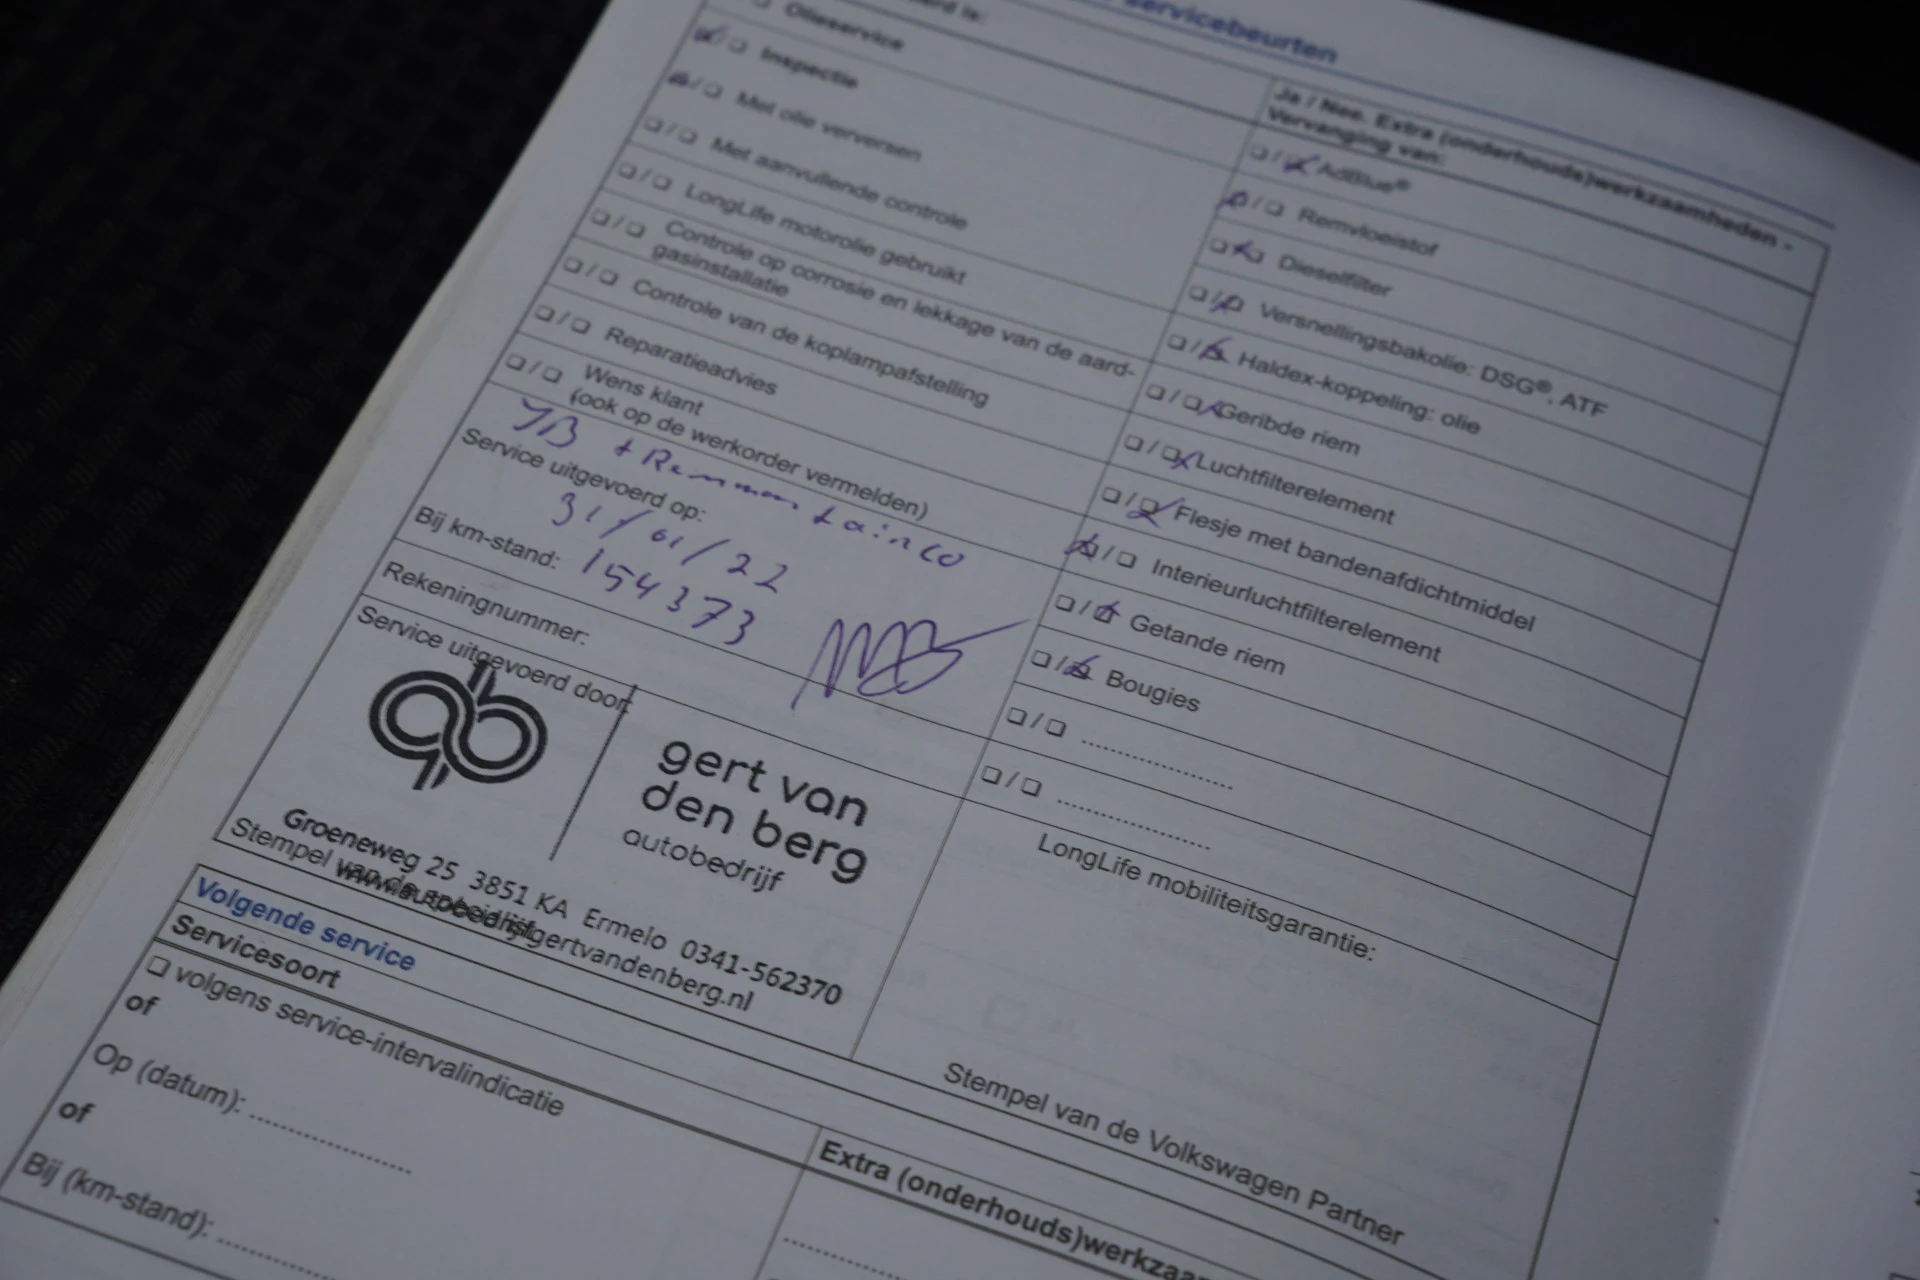 servicebeurten
Olieservice
☐ / ☐ Inspectie
☐ / ☐ Met olie verversen
☐ / ☐ Met aanvullende controle
☐ / ☐ LongLife motorolie gebruikt
☐ / ☐ Controle op corrosie en lekkage van de aard-
gasinstallatie
☐ / ☐ Controle van de koplampafstelling
☐ / ☐ Reparatieadvies
☐ / ☐ Wens klant
(ook op de werkorder vermelden)
Service uitgevoerd op:
31/01/22
Bij km-stand: 154373
Rekeningnummer:
Service uitgevoerd door:
gert van
den berg
autobedrijf
Groeneweg 25 3851 KA Ermelo 0341-562370
www.autobedrijfgertvandenberg.nl
Stempel van de specialist
Ja / Nee. Extra (onderhouds)werkzaamheden -
Vervanging van:
☐ / ☐ AdBlue®
☐ / ☐ Remvloeistof
☐ / ☐ Dieselfilter
☐ / ☐ Versnellingsbakolie: DSG®, ATF
☐ / ☐ Haldex-koppeling: olie
☐ / ☐ Geribde riem
☐ / ☐ Luchtfilterelement
☐ / ☐ Flesje met bandenafdichtmiddel
☐ / ☐ Interieurluchtfilterelement
☐ / ☐ Getande riem
☐ / ☐ Bougies
☐ / ☐ ....................
☐ / ☐ ....................
LongLife mobiliteitsgarantie:
Stempel van de Volkswagen Partner
Volgende service
Servicesoort
☐ volgens service-intervalindicatie
of
Op (datum): ....................
of
Bij (km-stand): ....................
Extra (onderhouds)werkzaam